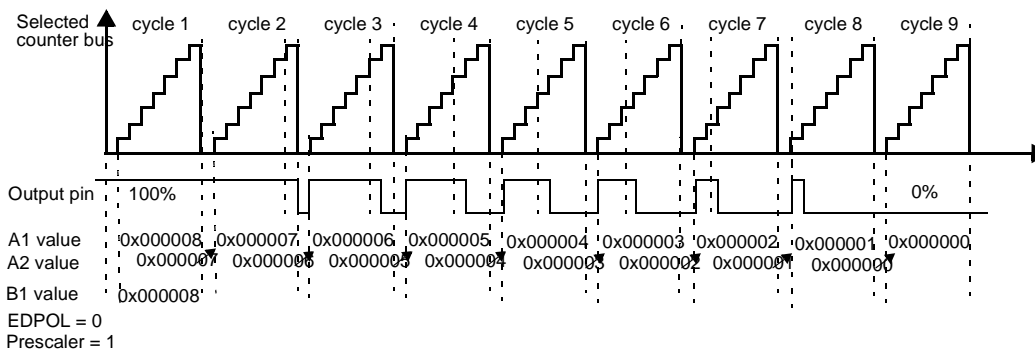 Selected
counter bus
cycle 1 cycle 2 cycle 3 cycle 4 cycle 5 cycle 6 cycle 7 cycle 8 cycle 9
Output pin 100% 0%
A1 value 0x000008 0x000007 0x000006 0x000005 0x000004 0x000003 0x000002 0x000001 0x000000
A2 value 0x000007 0x000006 0x000005 0x000004 0x000003 0x000002 0x000001 0x000000
B1 value 0x000008
EDPOL = 0
Prescaler = 1